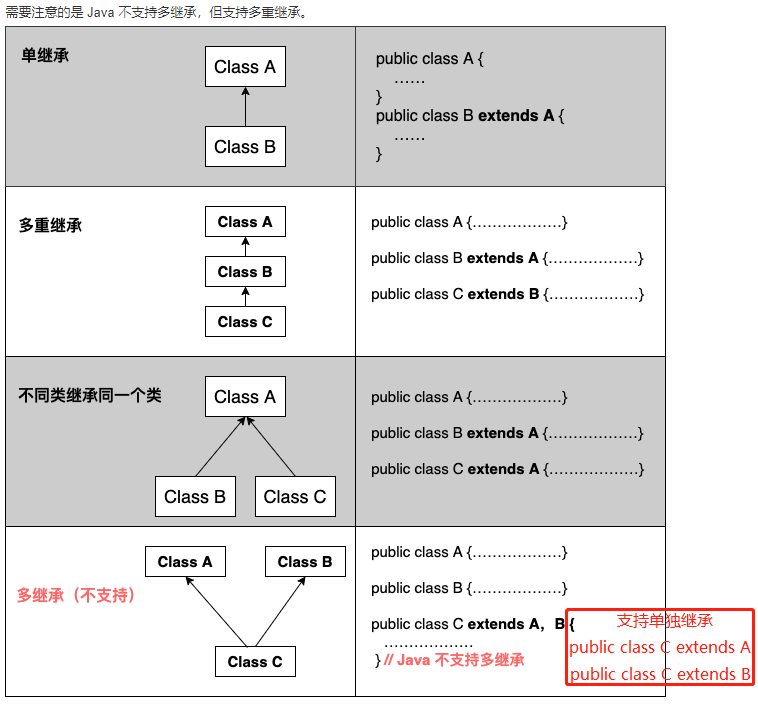 需要注意的是 Java 不支持多继承，但支持多重继承。
单继承
Class A
Class B
public class A {
……
}
public class B extends A {
……
}
多重继承
Class A
Class B
Class C
public class A {………………}
public class B extends A {………………}
public class C extends B {………………}
不同类继承同一个类
Class A
Class B
Class C
public class A {………………}
public class B extends A {………………}
public class C extends A {………………}
多继承（不支持）
Class A
Class B
Class C
public class A {………………}
public class B {………………}
public class C extends A，B {
………………
} // Java 不支持多继承
支持单独继承
public class C extends A
public class C extends B